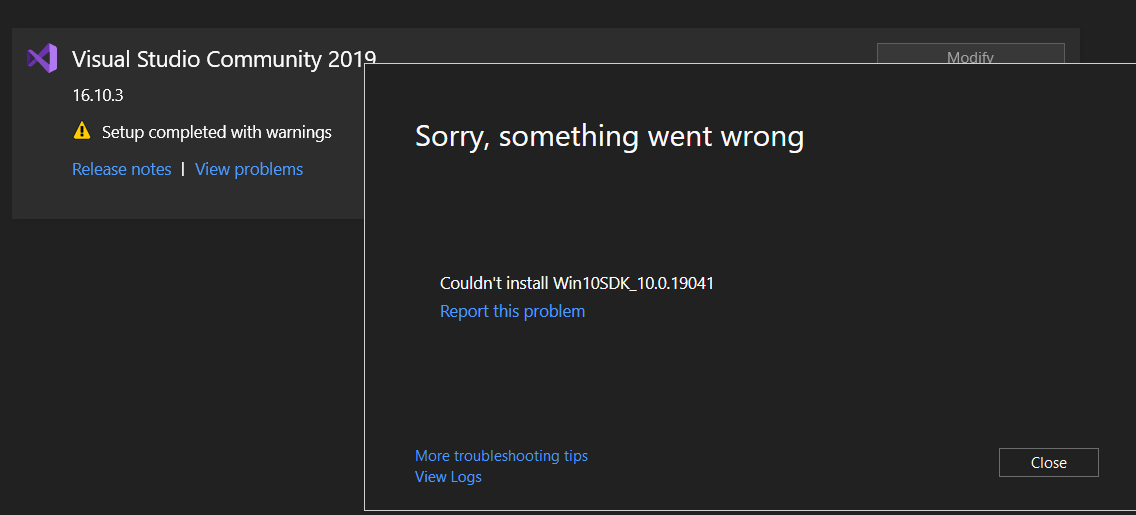 Visual Studio Community 2019
Modify
16.10.3
Setup completed with warnings
Release notes | View problems
Sorry, something went wrong
Couldn't install Win10SDK_10.0.19041
Report this problem
More troubleshooting tips
View Logs
Close